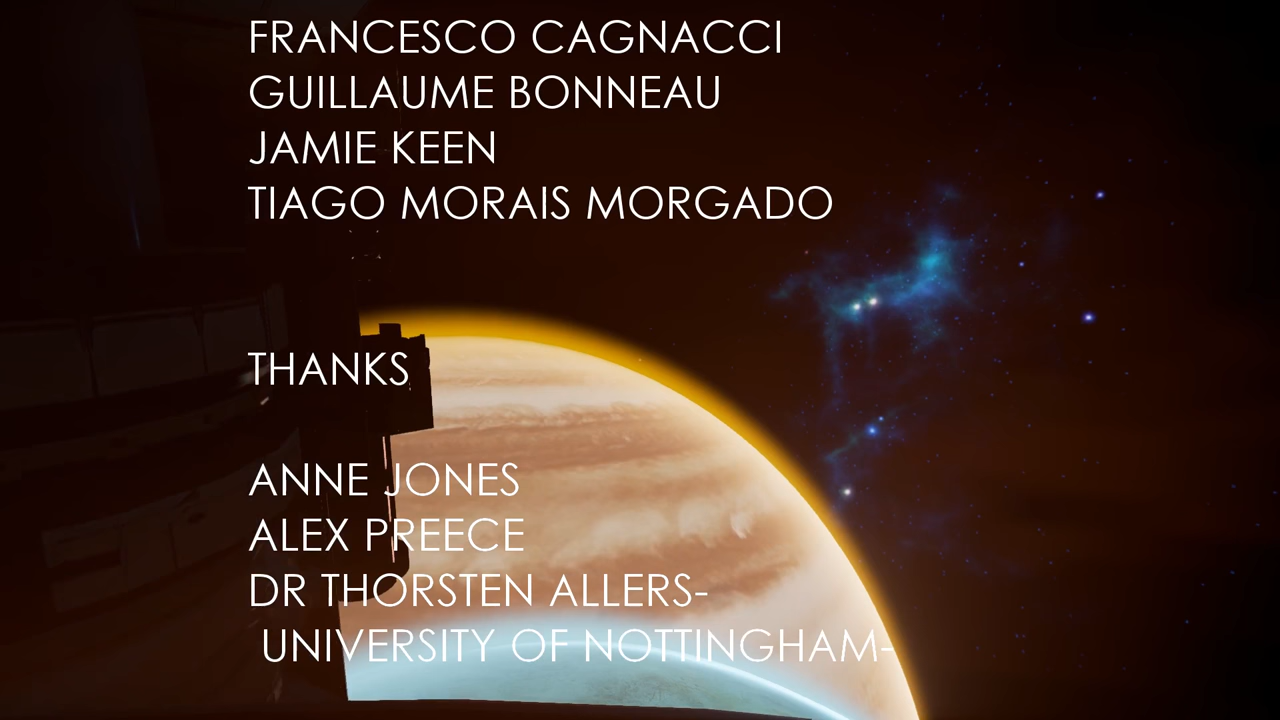 FRANCESCO CAGNACCI
GUILLAUME BONNEAU
JAMIE KEEN
TIAGO MORAIS MORGADO
THANKS
ANNE JONES
ALEX PREECE
DR THORSTEN ALLERS-
UNIVERSITY OF NOTTINGHAM-